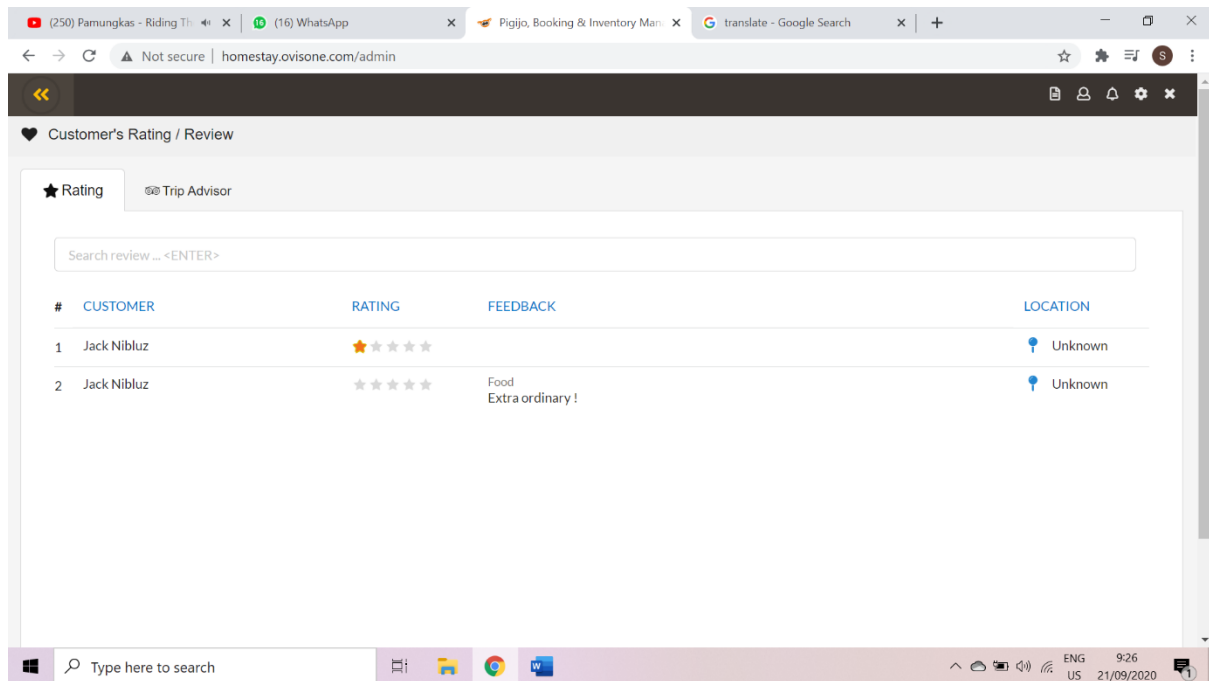 (250) Pamungkas - Riding Th
(16) WhatsApp
Pigijo, Booking & Inventory Man
translate - Google Search
Not secure | homestay.ovisone.com/admin
S
Customer's Rating / Review
Rating
Trip Advisor
Search review ... <ENTER>
# CUSTOMER RATING FEEDBACK LOCATION
1 Jack Nibluz Unknown
2 Jack Nibluz Food Unknown
Extra ordinary !
Type here to search
ENG 9:26
US 21/09/2020
1